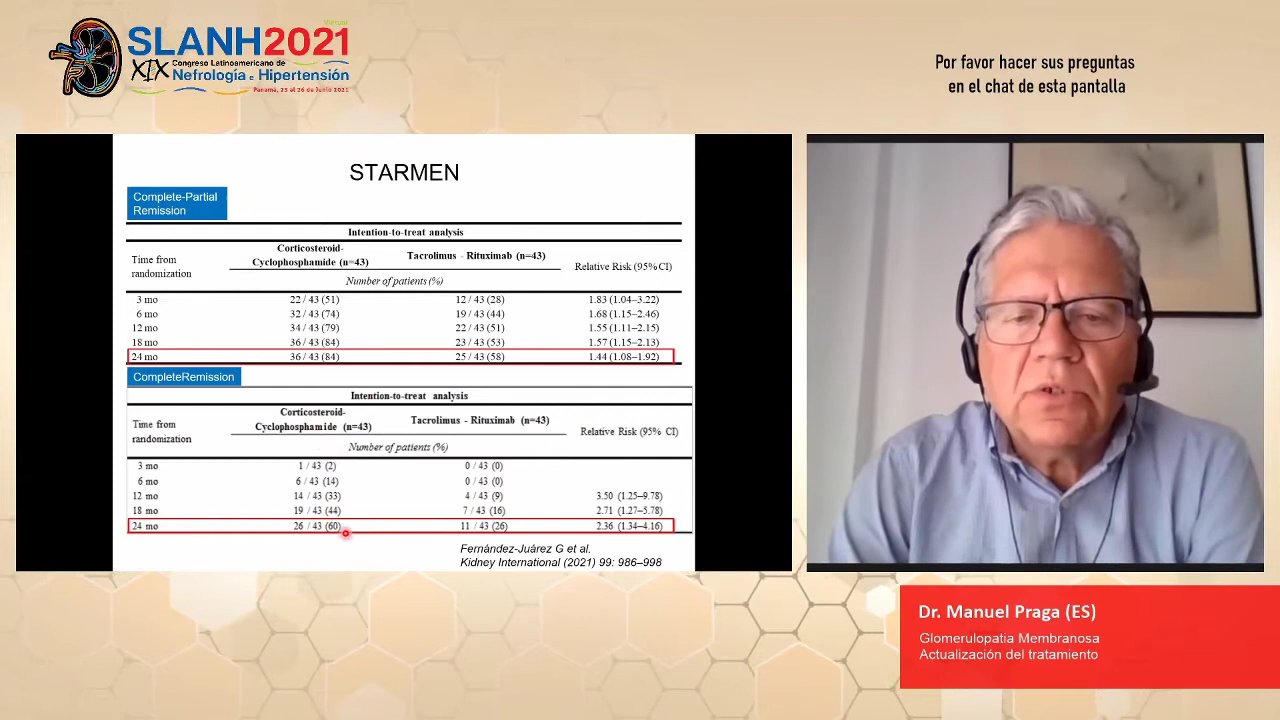 Virtual
SLANH2021
XIX Congreso Latinoamericano de
Nefrología e Hipertensión
Panamá, 23 al 26 de Junio 2021
Por favor hacer sus preguntas
en el chat de esta pantalla
STARMEN
Complete-Partial
Remission
Intention-to-treat analysis
Time from
randomization
Corticosteroid-
Cyclophosphamide (n=43)
Tacrolimus - Rituximab (n=43)
Relative Risk (95%CI)
Number of patients (%)
3 mo 22 / 43 (51) 12 / 43 (28) 1.83 (1.04–3.22)
6 mo 32 / 43 (74) 19 / 43 (44) 1.68 (1.15–2.46)
12 mo 34 / 43 (79) 22 / 43 (51) 1.55 (1.11–2.15)
18 mo 36 / 43 (84) 23 / 43 (53) 1.57 (1.15–2.13)
24 mo 36 / 43 (84) 25 / 43 (58) 1.44 (1.08–1.92)
CompleteRemission
Intention-to-treat analysis
Time from
randomization
Corticosteroid-
Cyclophosphamide (n=43)
Tacrolimus - Rituximab (n=43)
Relative Risk (95% CI)
Number of patients (%)
3 mo 1 / 43 (2) 0 / 43 (0)
6 mo 6 / 43 (14) 0 / 43 (0)
12 mo 14 / 43 (33) 4 / 43 (9) 3.50 (1.25–9.78)
18 mo 19 / 43 (44) 7 / 43 (16) 2.71 (1.27–5.78)
24 mo 26 / 43 (60) 11 / 43 (26) 2.36 (1.34–4.16)
Fernández-Juárez G et al.
Kidney International (2021) 99: 986–998
Dr. Manuel Praga (ES)
Glomerulopatía Membranosa
Actualización del tratamiento